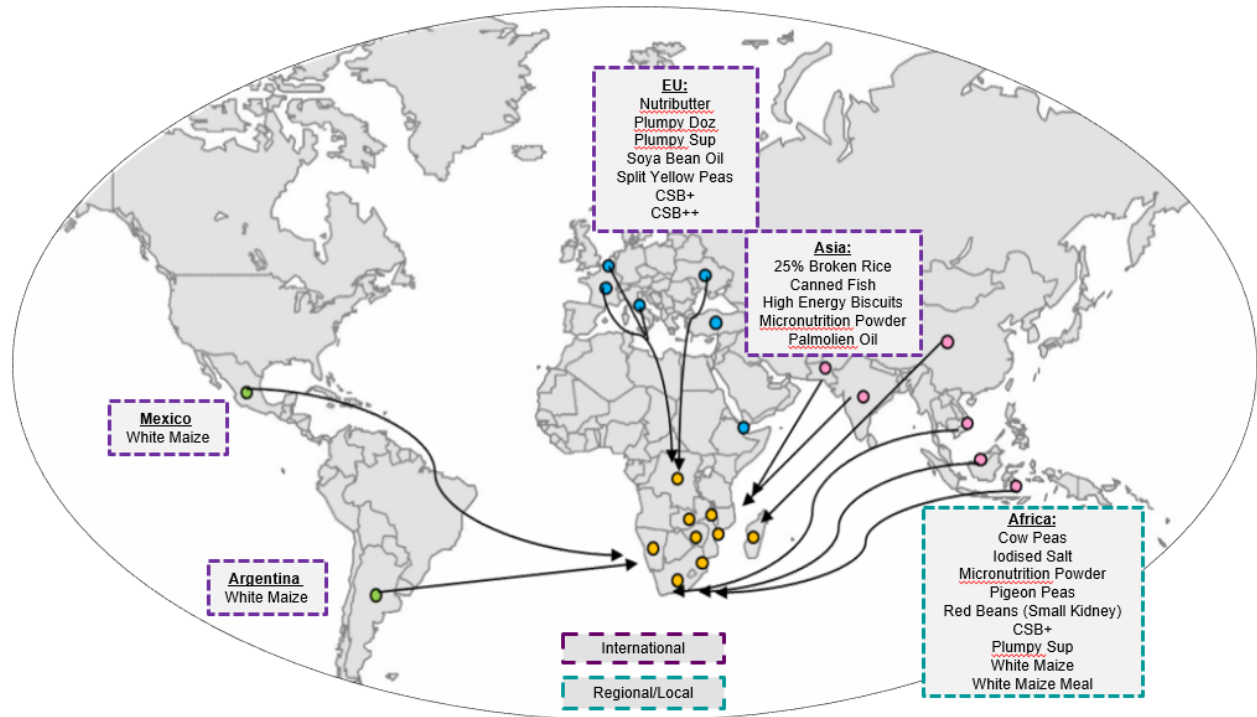 EU:
Nutributter
Plumpy Doz
Plumpy Sup
Soya Bean Oil
Split Yellow Peas
CSB+
CSB++
Asia:
25% Broken Rice
Canned Fish
High Energy Biscuits
Micronutrition Powder
Palmolien Oil
Mexico
White Maize
Argentina
White Maize
Africa:
Cow Peas
Iodised Salt
Micronutrition Powder
Pigeon Peas
Red Beans (Small Kidney)
CSB+
Plumpy Sup
White Maize
White Maize Meal
International
Regional/Local